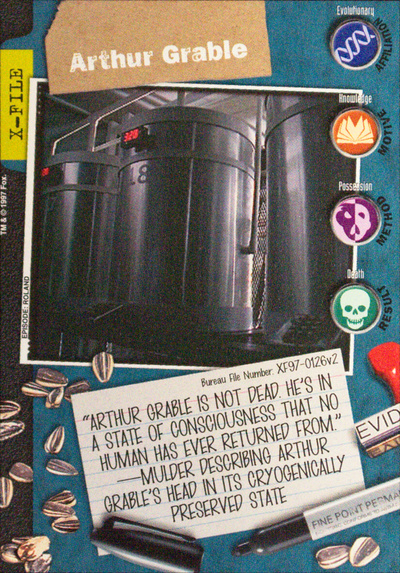 Arthur Grable
X-FILE
TM & © 1997 Fox.
EPISODE: ROLAND
18
Evolutionary
AFFILIATION
Knowledge
MOTIVE
Possession
METHOD
Death
RESULT
Bureau File Number: XF97-0126v2
"ARTHUR GRABLE IS NOT DEAD. HE'S IN
A STATE OF CONSCIOUSNESS THAT NO
HUMAN HAS EVER RETURNED FROM."
—MULDER DESCRIBING ARTHUR
GRABLE'S HEAD IN ITS CRYOGENICALLY
PRESERVED STATE
EVID
FINE POINT PERMA